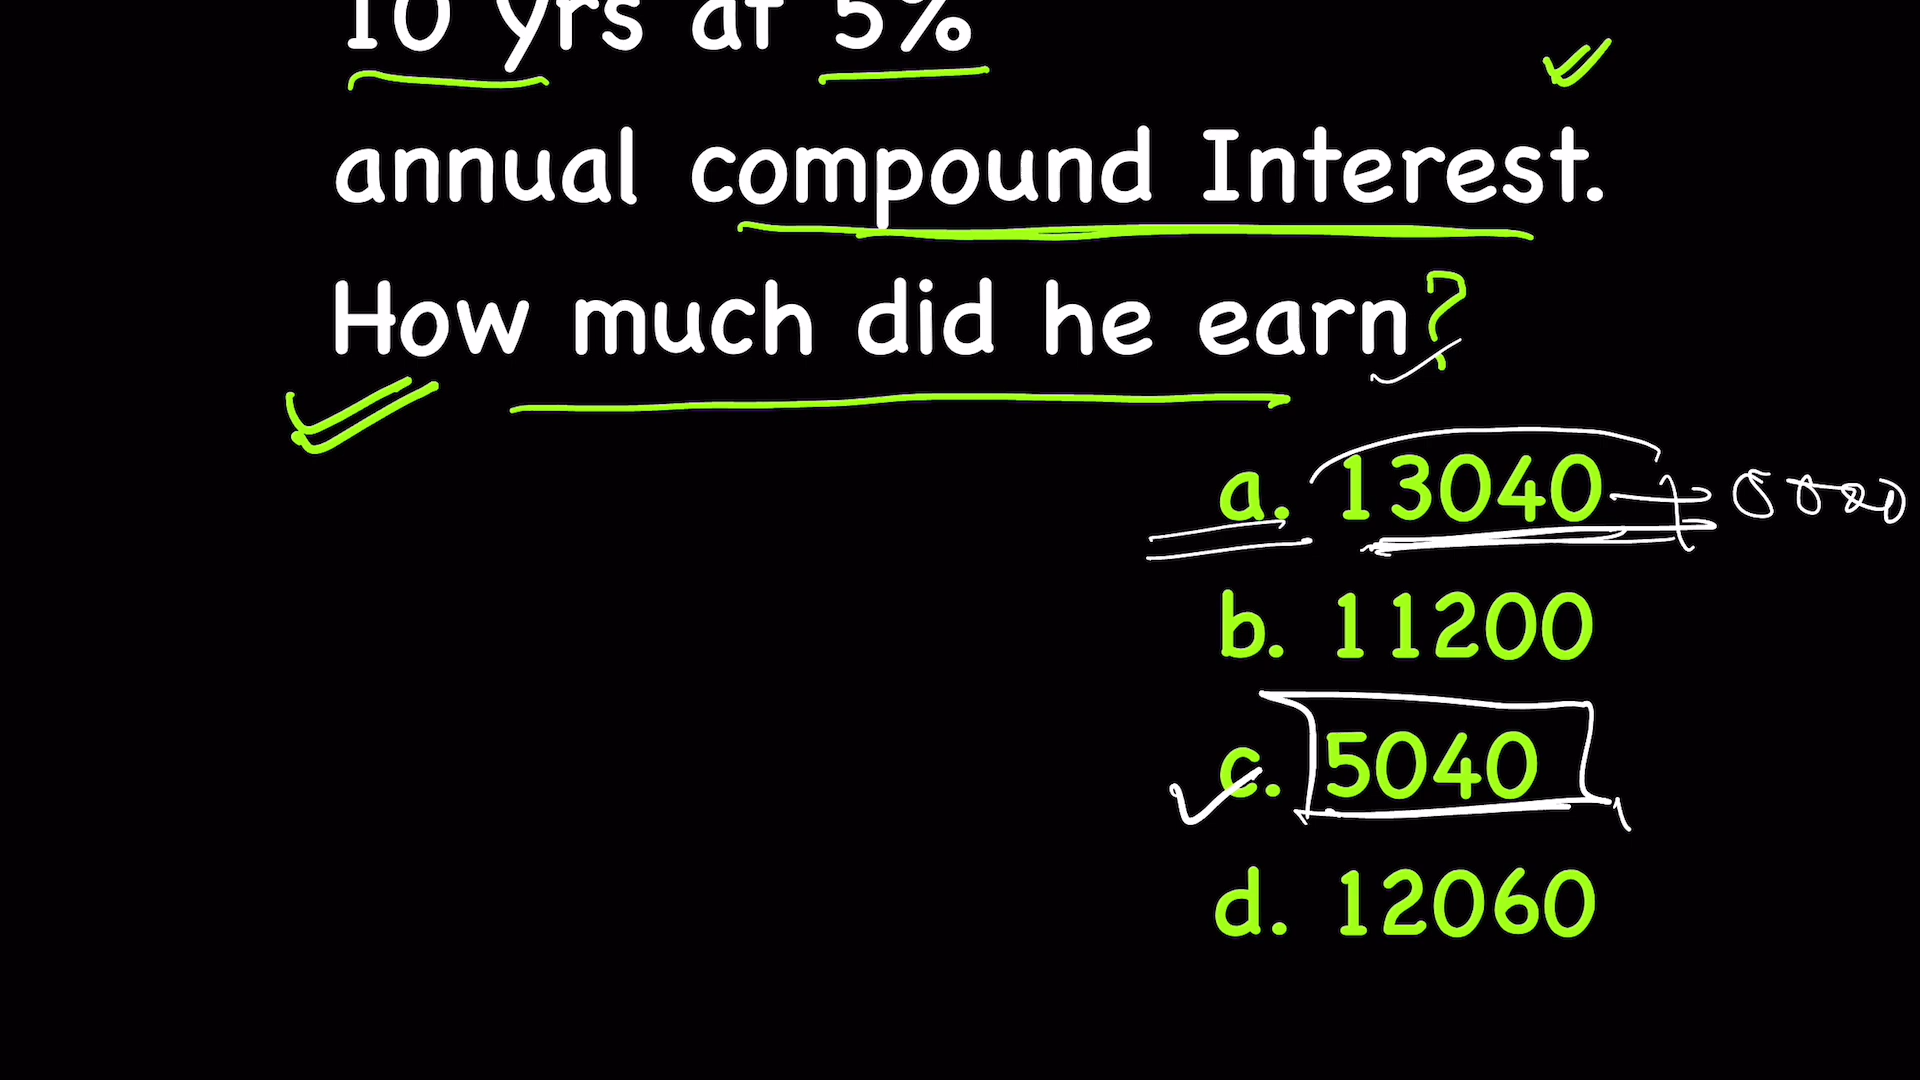 10 yrs at 5%
annual compound Interest.
How much did he earn?
a. 13040
b. 11200
c. 5040
d. 12060